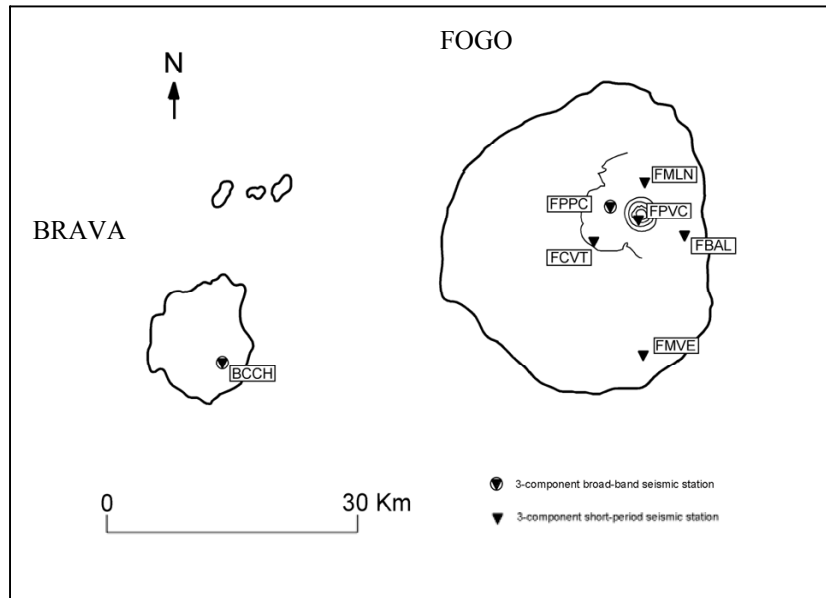 FOGO
N
FMLN
FPPC
FPVC
BRAVA
FBAL
FCVT
FMVE
BCCH
3-component broad-band seismic station
0 30 Km
3-component short-period seismic station